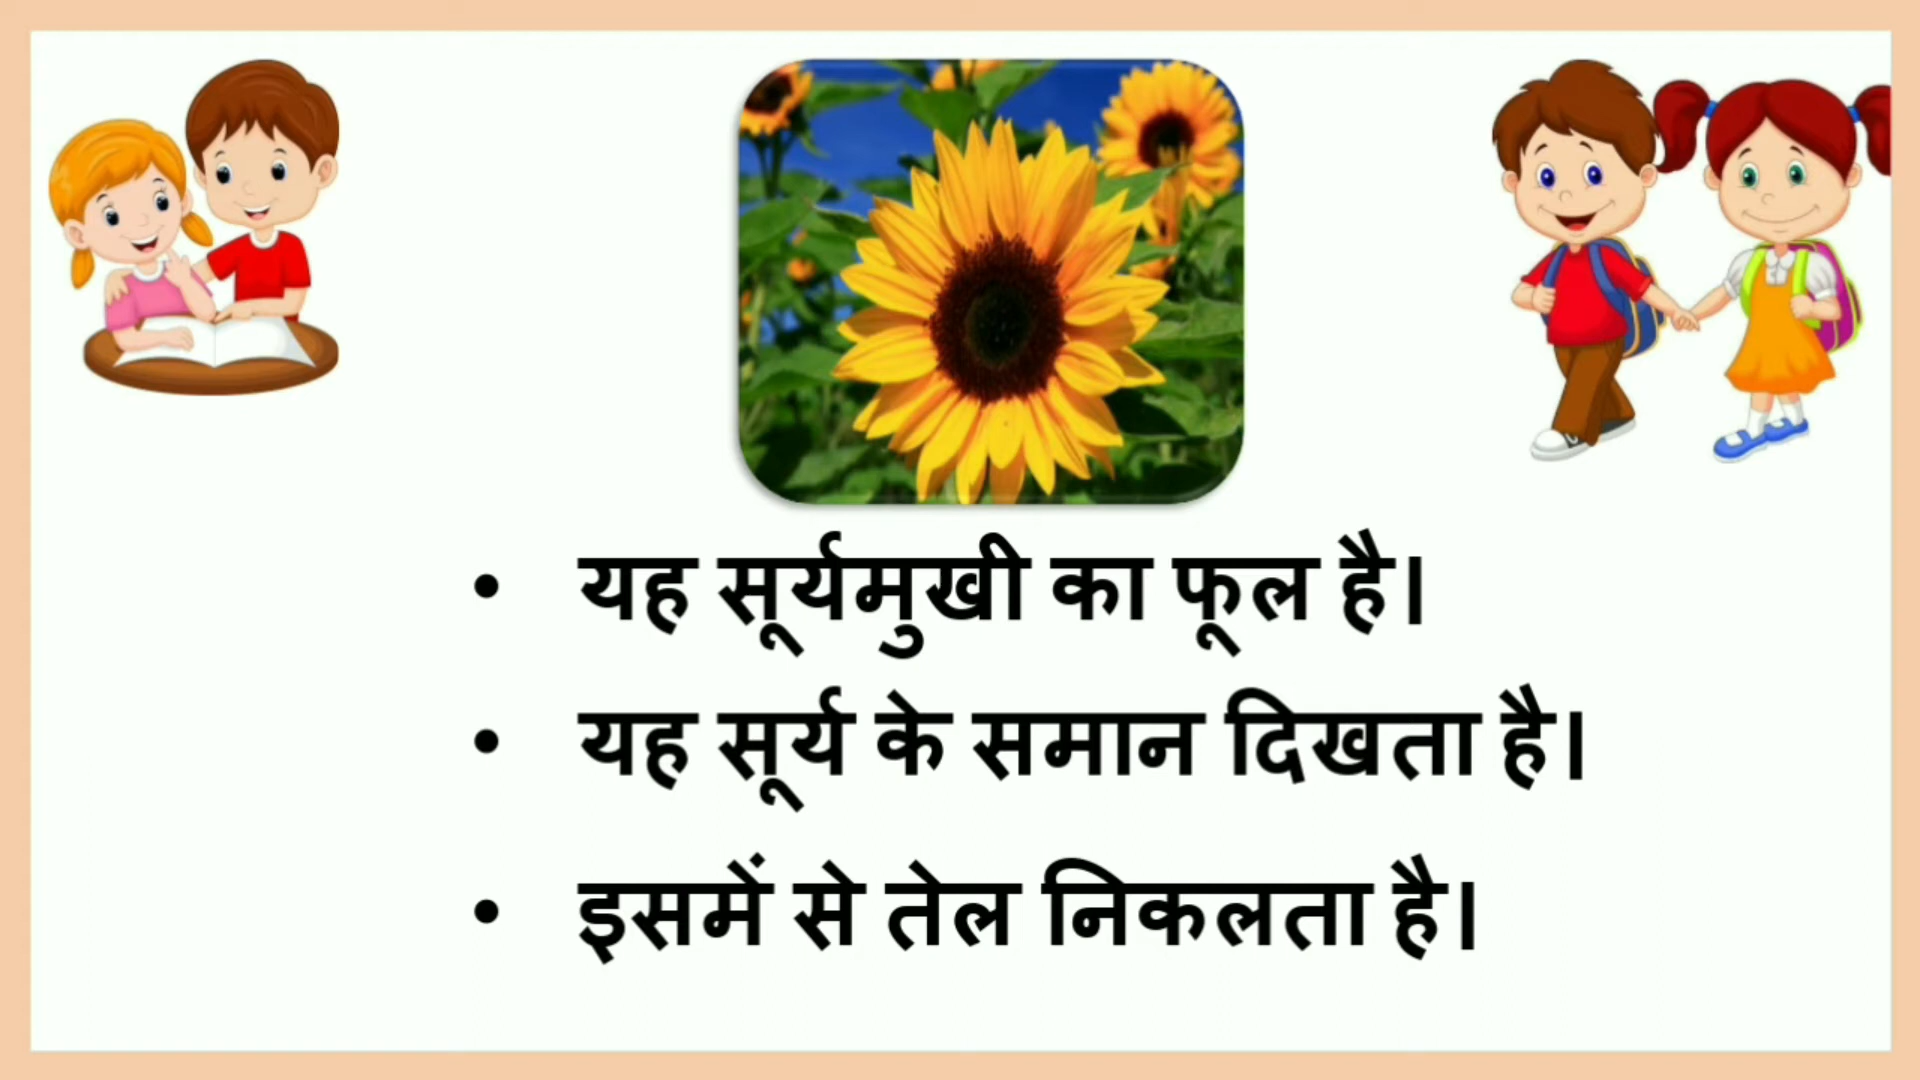 • यह सूर्यमुखी का फूल है।
• यह सूर्य के समान दिखता है।
• इसमें से तेल निकलता है।